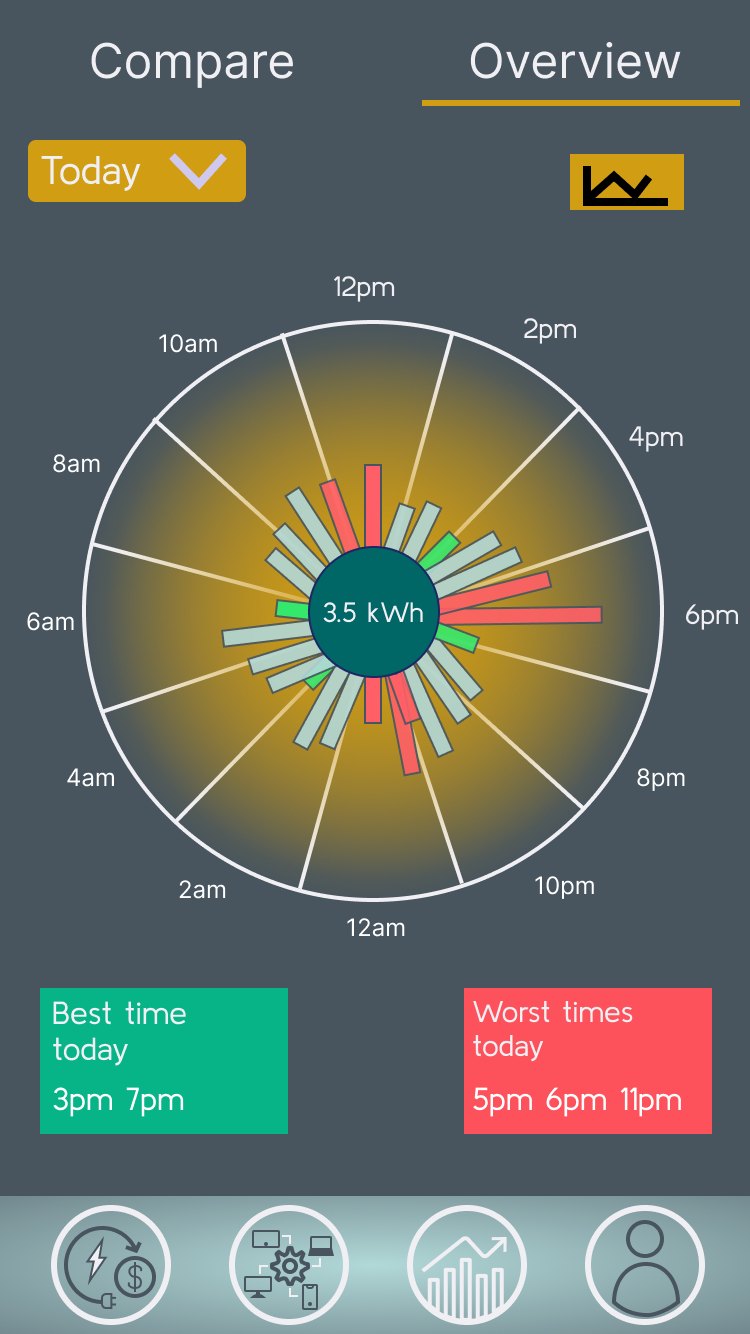 Compare
Overview
Today
12pm
10am
2pm
4pm
8am
6am
3.5 kWh
6pm
4am
8pm
2am
10pm
12am
Best time
today
3pm 7pm
Worst times
today
5pm 6pm 11pm
$